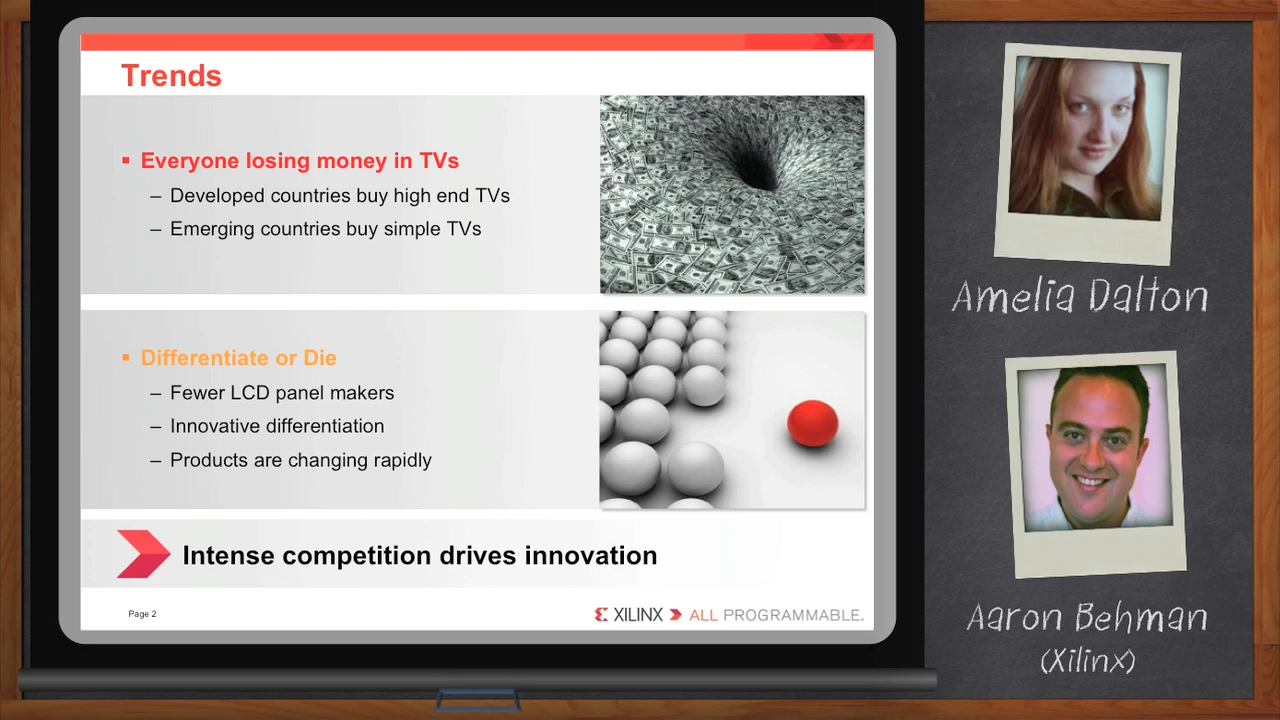 Trends
▪ Everyone losing money in TVs
– Developed countries buy high end TVs
– Emerging countries buy simple TVs
▪ Differentiate or Die
– Fewer LCD panel makers
– Innovative differentiation
– Products are changing rapidly
Intense competition drives innovation
Page 2
XILINX ALL PROGRAMMABLE.
Amelia Dalton
Aaron Behman
(Xilinx)